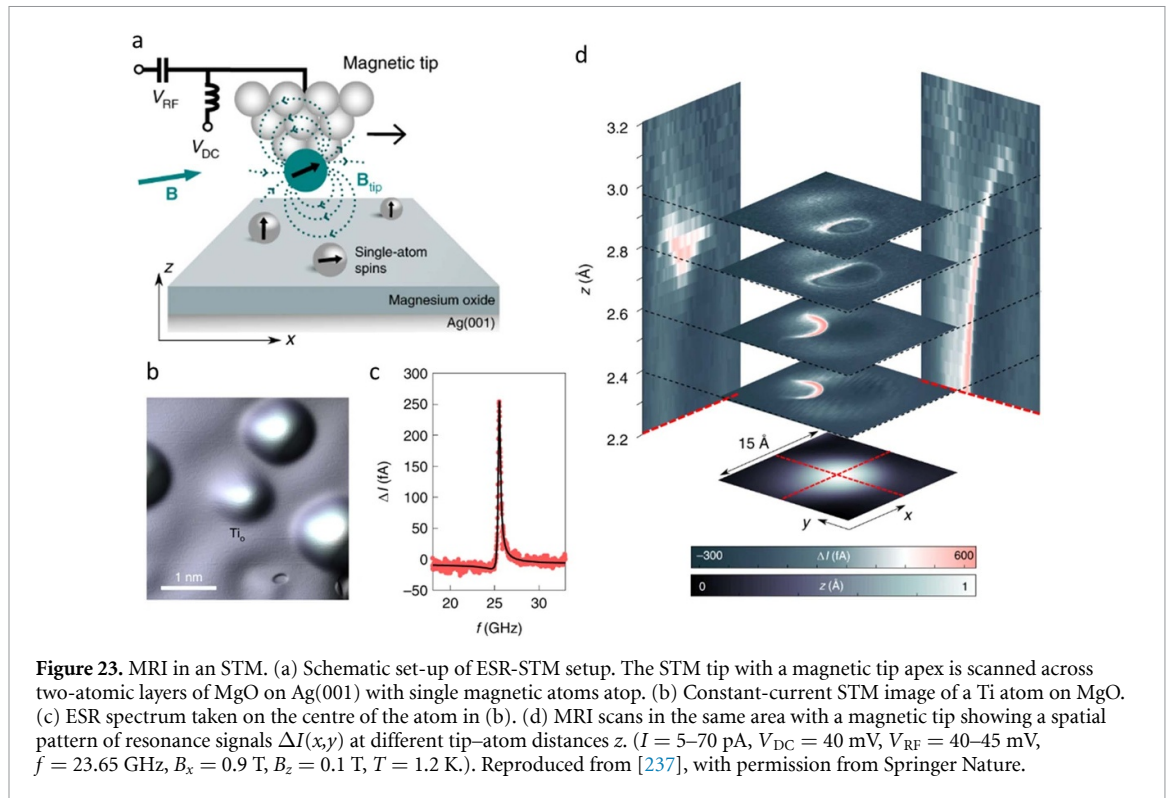 a
Magnetic tip
V_RF
V_DC
B
B_tip
Single-atom
spins
z
Magnesium oxide
Ag(001)
x
b
Ti_o
1 nm
c
300
250
200
150
100
50
0
−50
ΔI (fA)
20
25
30
f (GHz)
d
3.2
3.0
2.8
2.6
2.4
2.2
z (Å)
15 Å
y
x
−300
ΔI (fA)
600
0
z (Å)
1
Figure 23. MRI in an STM. (a) Schematic set-up of ESR-STM setup. The STM tip with a magnetic tip apex is scanned across
two-atomic layers of MgO on Ag(001) with single magnetic atoms atop. (b) Constant-current STM image of a Ti atom on MgO.
(c) ESR spectrum taken on the centre of the atom in (b). (d) MRI scans in the same area with a magnetic tip showing a spatial
pattern of resonance signals ΔI(x,y) at different tip–atom distances z. (I = 5–70 pA, V_DC = 40 mV, V_RF = 40–45 mV,
f = 23.65 GHz, B_x = 0.9 T, B_z = 0.1 T, T = 1.2 K.). Reproduced from [237], with permission from Springer Nature.